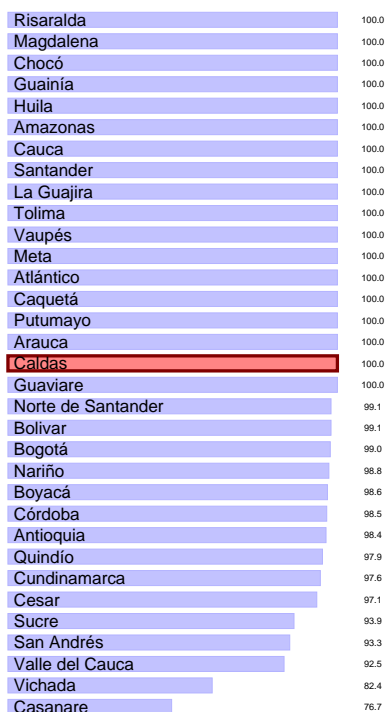 Risaralda 100.0
Magdalena 100.0
Chocó 100.0
Guainía 100.0
Huila 100.0
Amazonas 100.0
Cauca 100.0
Santander 100.0
La Guajira 100.0
Tolima 100.0
Vaupés 100.0
Meta 100.0
Atlántico 100.0
Caquetá 100.0
Putumayo 100.0
Arauca 100.0
Caldas 100.0
Guaviare 100.0
Norte de Santander 99.1
Bolivar 99.1
Bogotá 99.0
Nariño 98.8
Boyacá 98.6
Córdoba 98.5
Antioquia 98.4
Quindío 97.9
Cundinamarca 97.6
Cesar 97.1
Sucre 93.9
San Andrés 93.3
Valle del Cauca 92.5
Vichada 82.4
Casanare 76.7